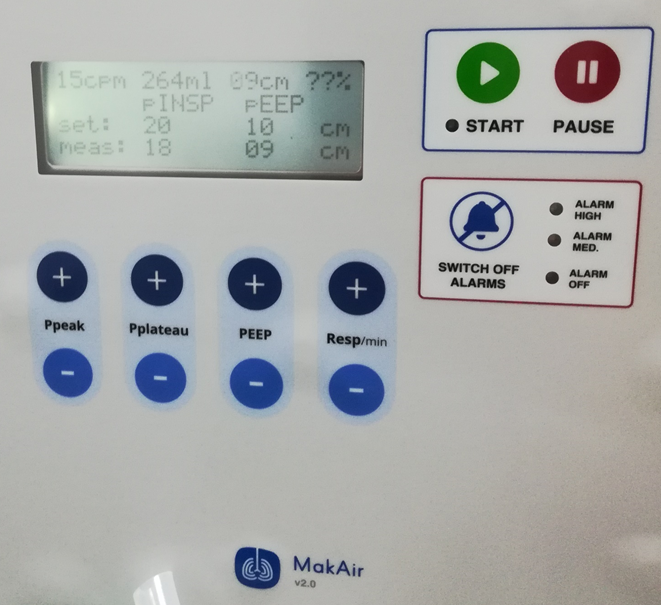 15cpm 264ml 09cm ??%
pINSP pEEP
set: 20 10 cm
meas: 18 09 cm
START PAUSE
SWITCH OFF
ALARMS
ALARM
HIGH
ALARM
MED.
ALARM
OFF
+ + + +
Ppeak Pplateau PEEP Resp/min
- - - -
MakAir
v2.0